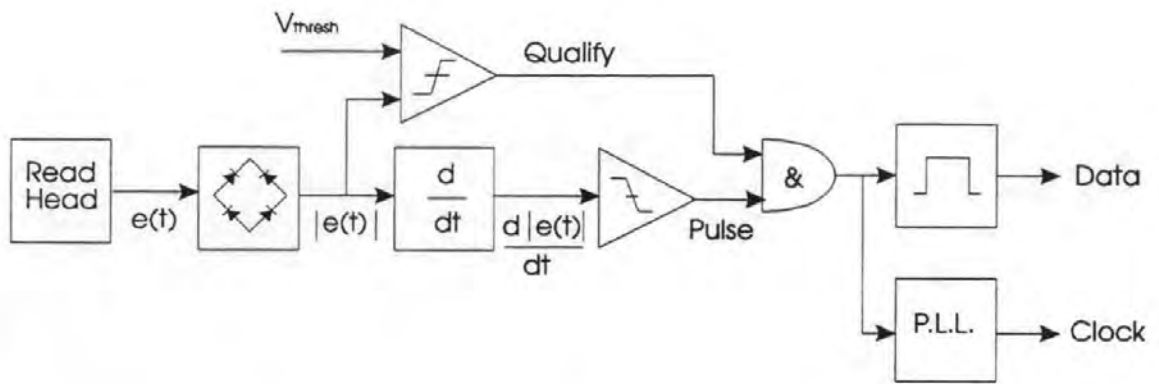 Vthresh
Qualify
Read
Head
e(t)
|e(t)|
d
dt
d|e(t)|
dt
Pulse
&
Data
P.L.L.
Clock